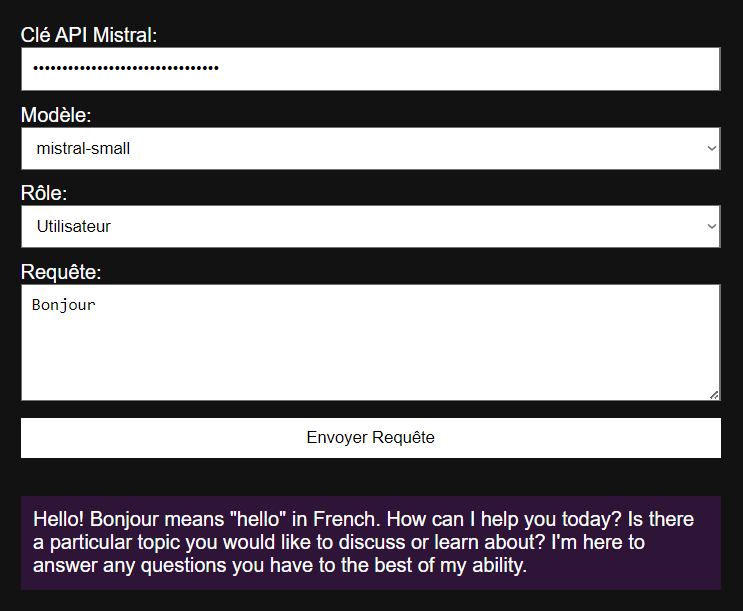 Clé API Mistral:
••••••••••••••••••••••••••••••••
Modèle:
mistral-small
Rôle:
Utilisateur
Requête:
Bonjour
Envoyer Requête
Hello! Bonjour means "hello" in French. How can I help you today? Is there
a particular topic you would like to discuss or learn about? I'm here to
answer any questions you have to the best of my ability.